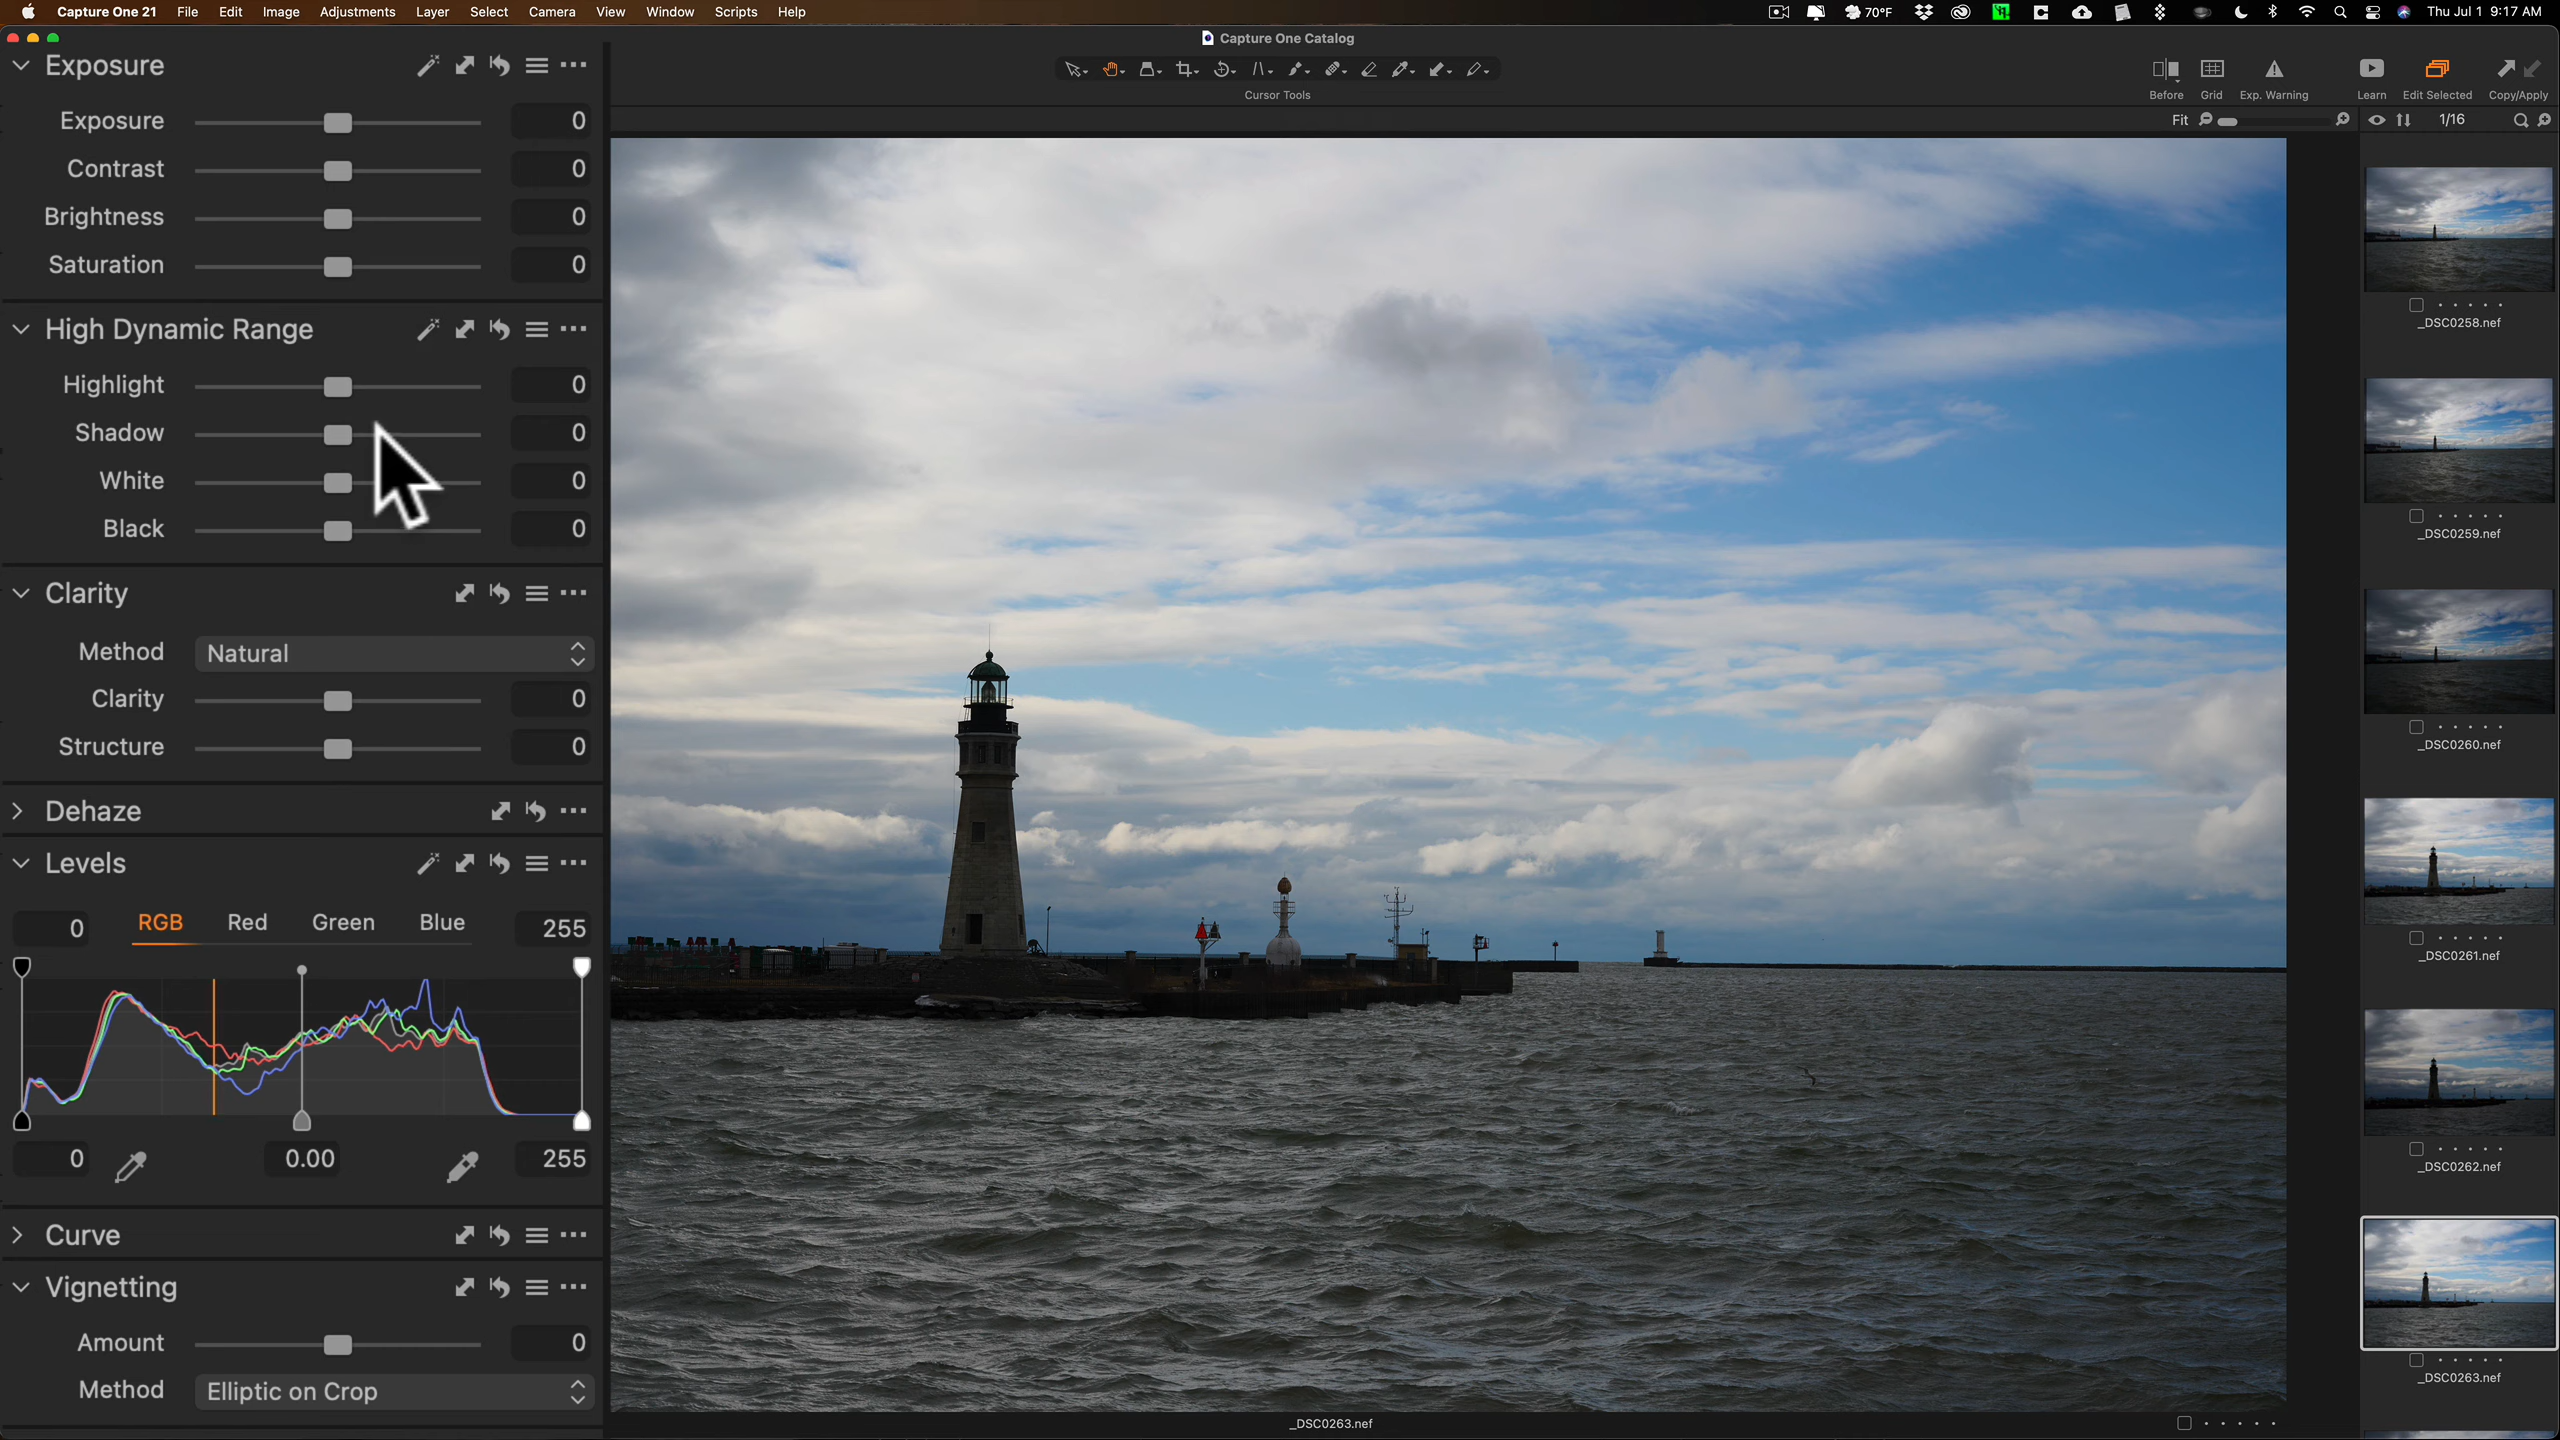 Capture One 21 File Edit Image Adjustments Layer Select Camera View Window Scripts Help 70°F Thu Jul 1 9:17 AM
Capture One Catalog
Exposure
Exposure 0
Contrast 0
Brightness 0
Saturation 0
High Dynamic Range
Highlight 0
Shadow 0
White 0
Black 0
Clarity
Method Natural
Clarity 0
Structure 0
Dehaze
Levels
0 RGB Red Green Blue 255
0 0.00 255
Curve
Vignetting
Amount 0
Method Elliptic on Crop
Cursor Tools
Before Grid Exp. Warning Learn Edit Selected Copy/Apply
Fit 1/16
_DSC0258.nef
_DSC0259.nef
_DSC0260.nef
_DSC0261.nef
_DSC0262.nef
_DSC0263.nef
_DSC0263.nef